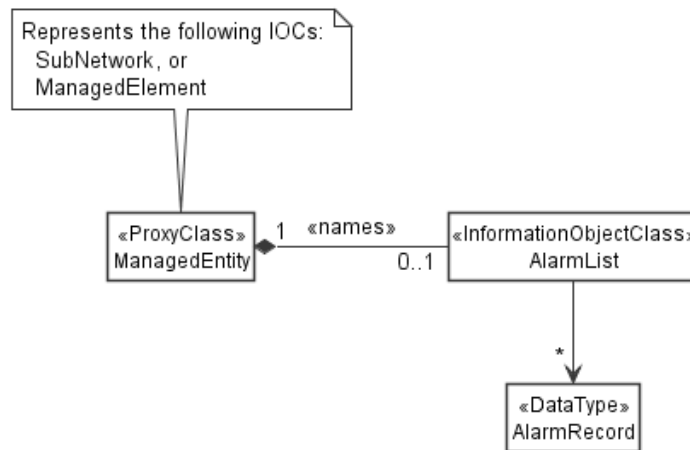 Represents the following IOCs:
SubNetwork, or
ManagedElement
«ProxyClass»
ManagedEntity
1
«names»
0..1
«InformationObjectClass»
AlarmList
*
«DataType»
AlarmRecord